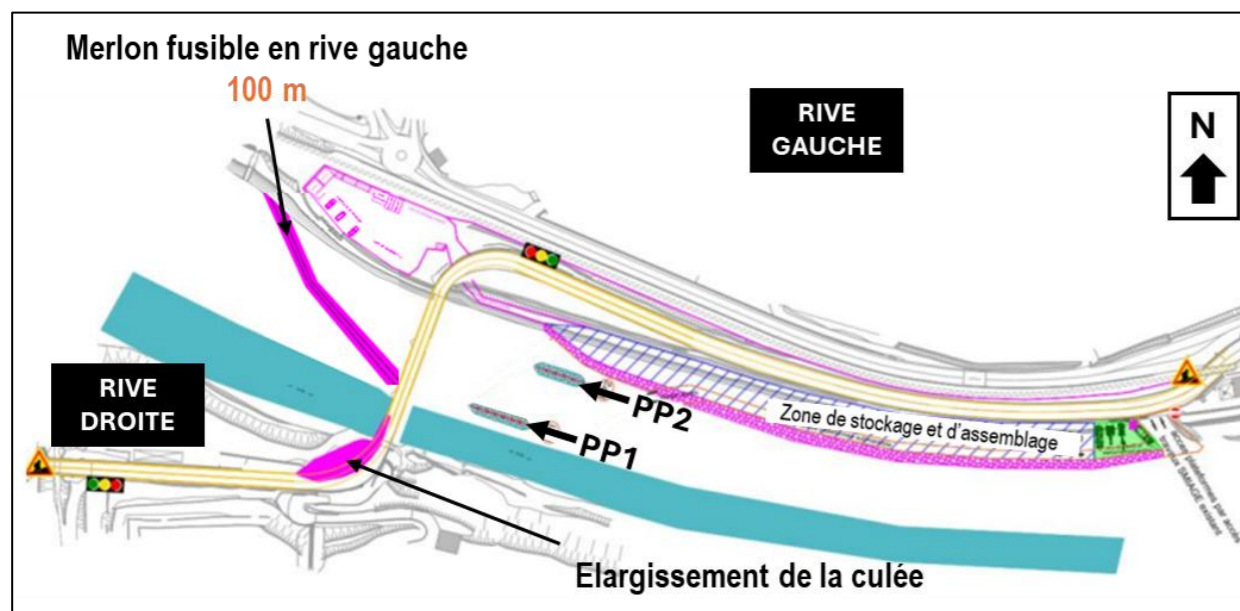 Merlon fusible en rive gauche
100 m
RIVE
GAUCHE
N
RIVE
DROITE
PP2
PP1
Zone de stockage et d'assemblage
Elargissement de la culée